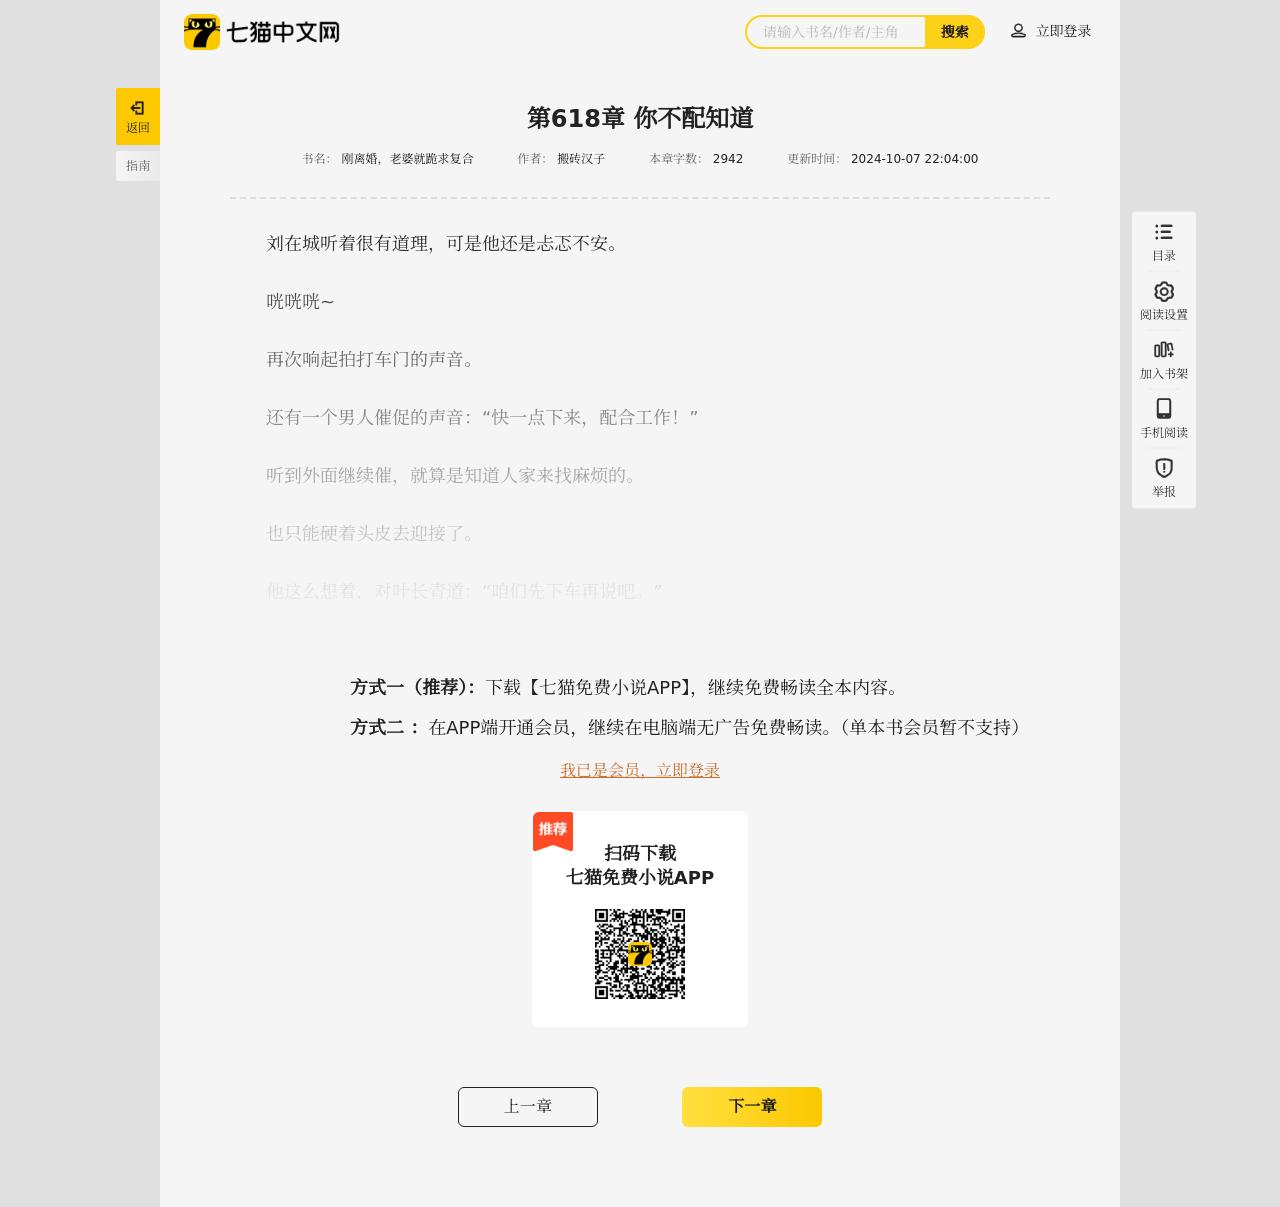 七猫中文网
请输入书名/作者/主角
搜索
立即登录
返回
指南
第618章 你不配知道
书名： 刚离婚，老婆就跪求复合 作者： 搬砖汉子 本章字数： 2942 更新时间： 2024-10-07 22:04:00
刘在城听着很有道理，可是他还是忐忑不安。
咣咣咣~
再次响起拍打车门的声音。
还有一个男人催促的声音：“快一点下来，配合工作！”
听到外面继续催，就算是知道人家来找麻烦的。
也只能硬着头皮去迎接了。
他这么想着，对叶长青道：“咱们先下车再说吧。”
目录
阅读设置
加入书架
手机阅读
举报
方式一（推荐）：下载【七猫免费小说APP】，继续免费畅读全本内容。
方式二 ：在APP端开通会员，继续在电脑端无广告免费畅读。（单本书会员暂不支持）
我已是会员，立即登录
推荐
扫码下载
七猫免费小说APP
上一章
下一章